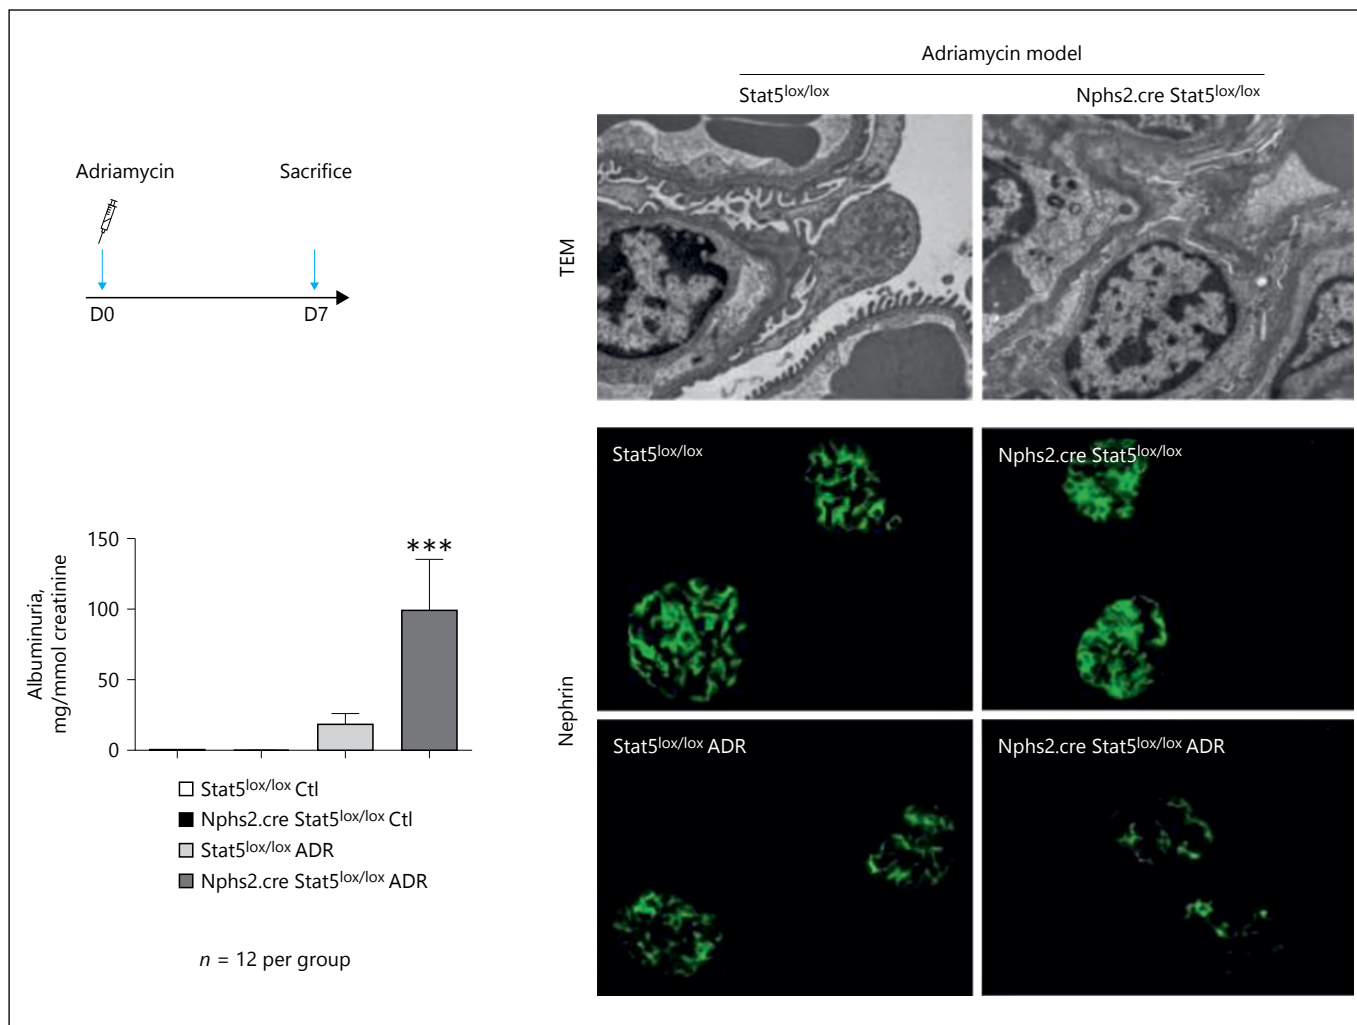 Adriamycin model
Stat5lox/lox
Nphs2.cre Stat5lox/lox
Adriamycin
Sacrifice
D0
D7
TEM
Albuminuria,
mg/mmol creatinine
150
100
50
0
***
Stat5lox/lox Ctl
Nphs2.cre Stat5lox/lox Ctl
Stat5lox/lox ADR
Nphs2.cre Stat5lox/lox ADR
n = 12 per group
Nephrin
Stat5lox/lox
Nphs2.cre Stat5lox/lox
Stat5lox/lox ADR
Nphs2.cre Stat5lox/lox ADR